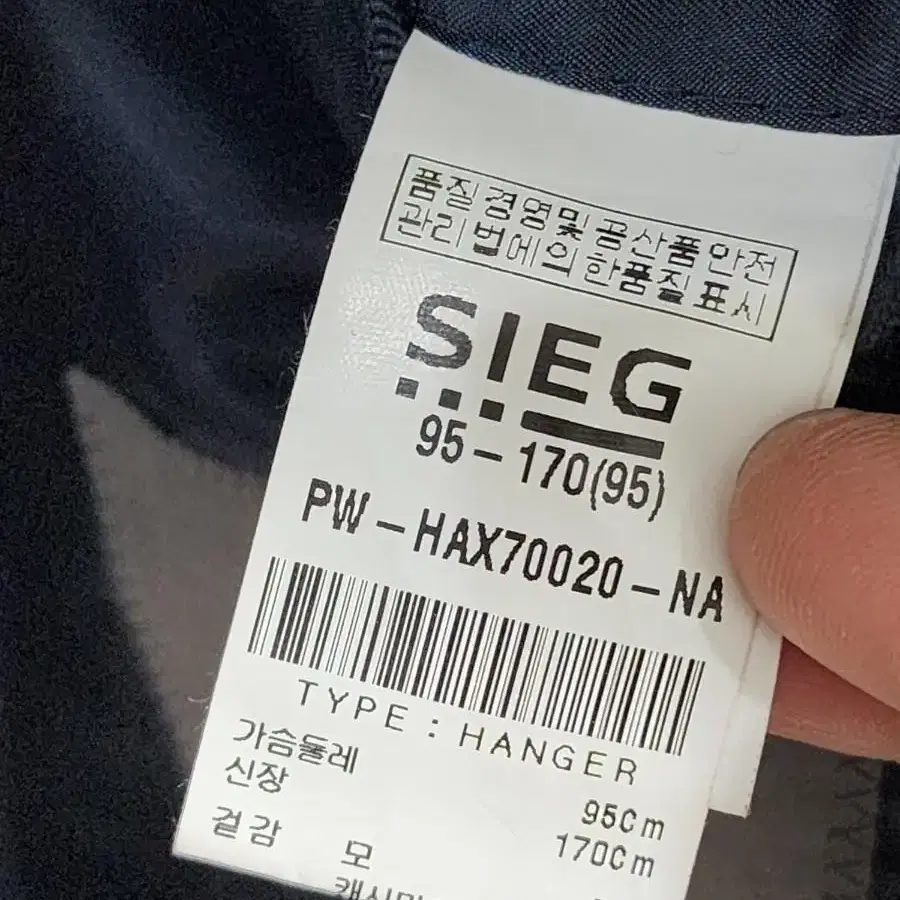 품질경영및공산품안전
관리법에의한품질표시
SIEG
95-170(95)
PW-HAX70020-NA
TYPE:HANGER
가슴둘레 95Cm
신장 170Cm
겉감 모